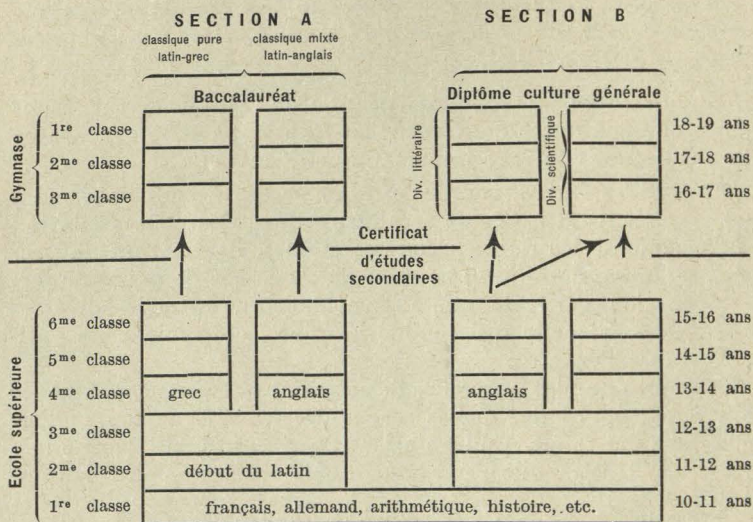 SECTION A
SECTION B
classique pure
latin-grec
classique mixte
latin-anglais
Baccalauréat
Diplôme culture générale
Gymnase
1re classe
2me classe
3me classe
Div. littéraire
Div. scientifique
18-19 ans
17-18 ans
16-17 ans
Certificat
d'études
secondaires
Ecole supérieure
6me classe
15-16 ans
5me classe
14-15 ans
4me classe
grec
anglais
anglais
13-14 ans
3me classe
12-13 ans
2me classe
début du latin
11-12 ans
1re classe
français, allemand, arithmétique, histoire, etc.
10-11 ans